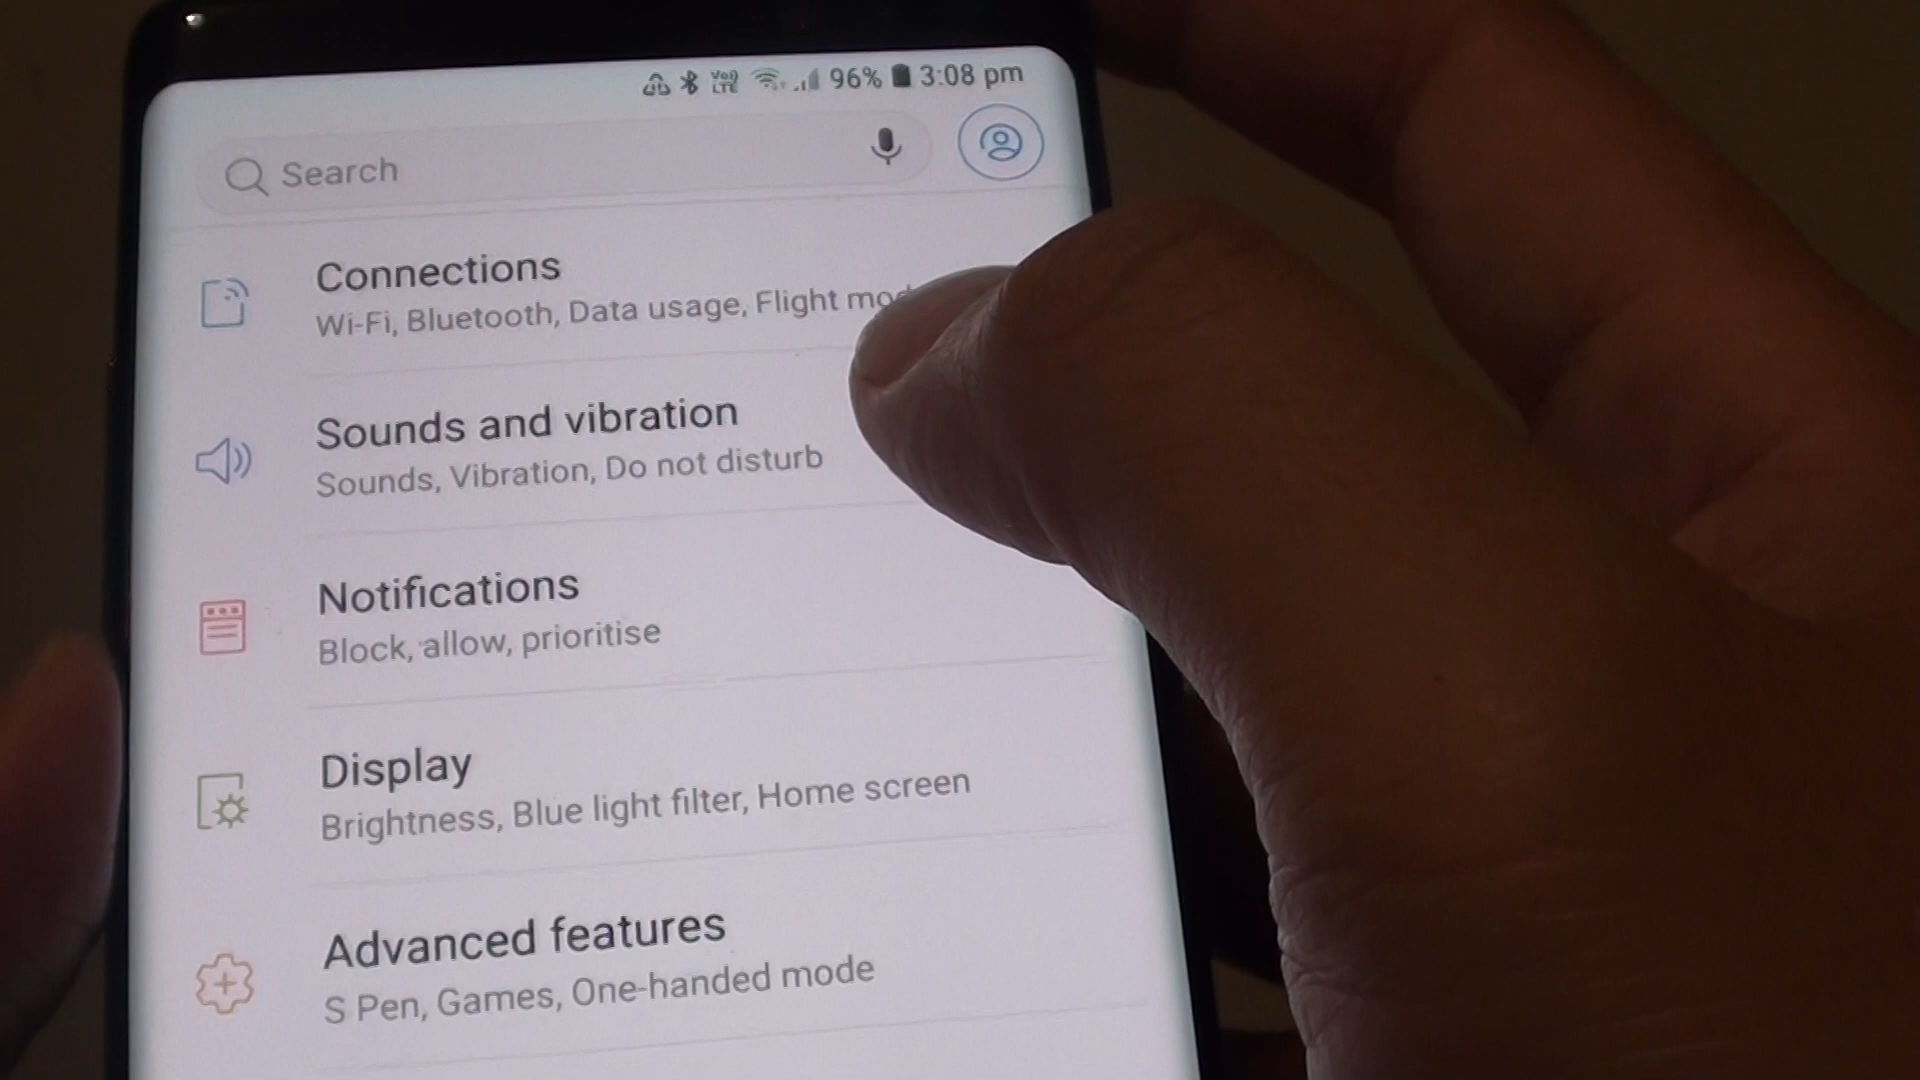 VoLTE 96% 3:08 pm
Search
Connections
Wi-Fi, Bluetooth, Data usage, Flight
Sounds and vibration
Sounds, Vibration, Do not disturb
Notifications
Block, allow, prioritise
Display
Brightness, Blue light filter, Home screen
Advanced features
S Pen, Games, One-handed mode